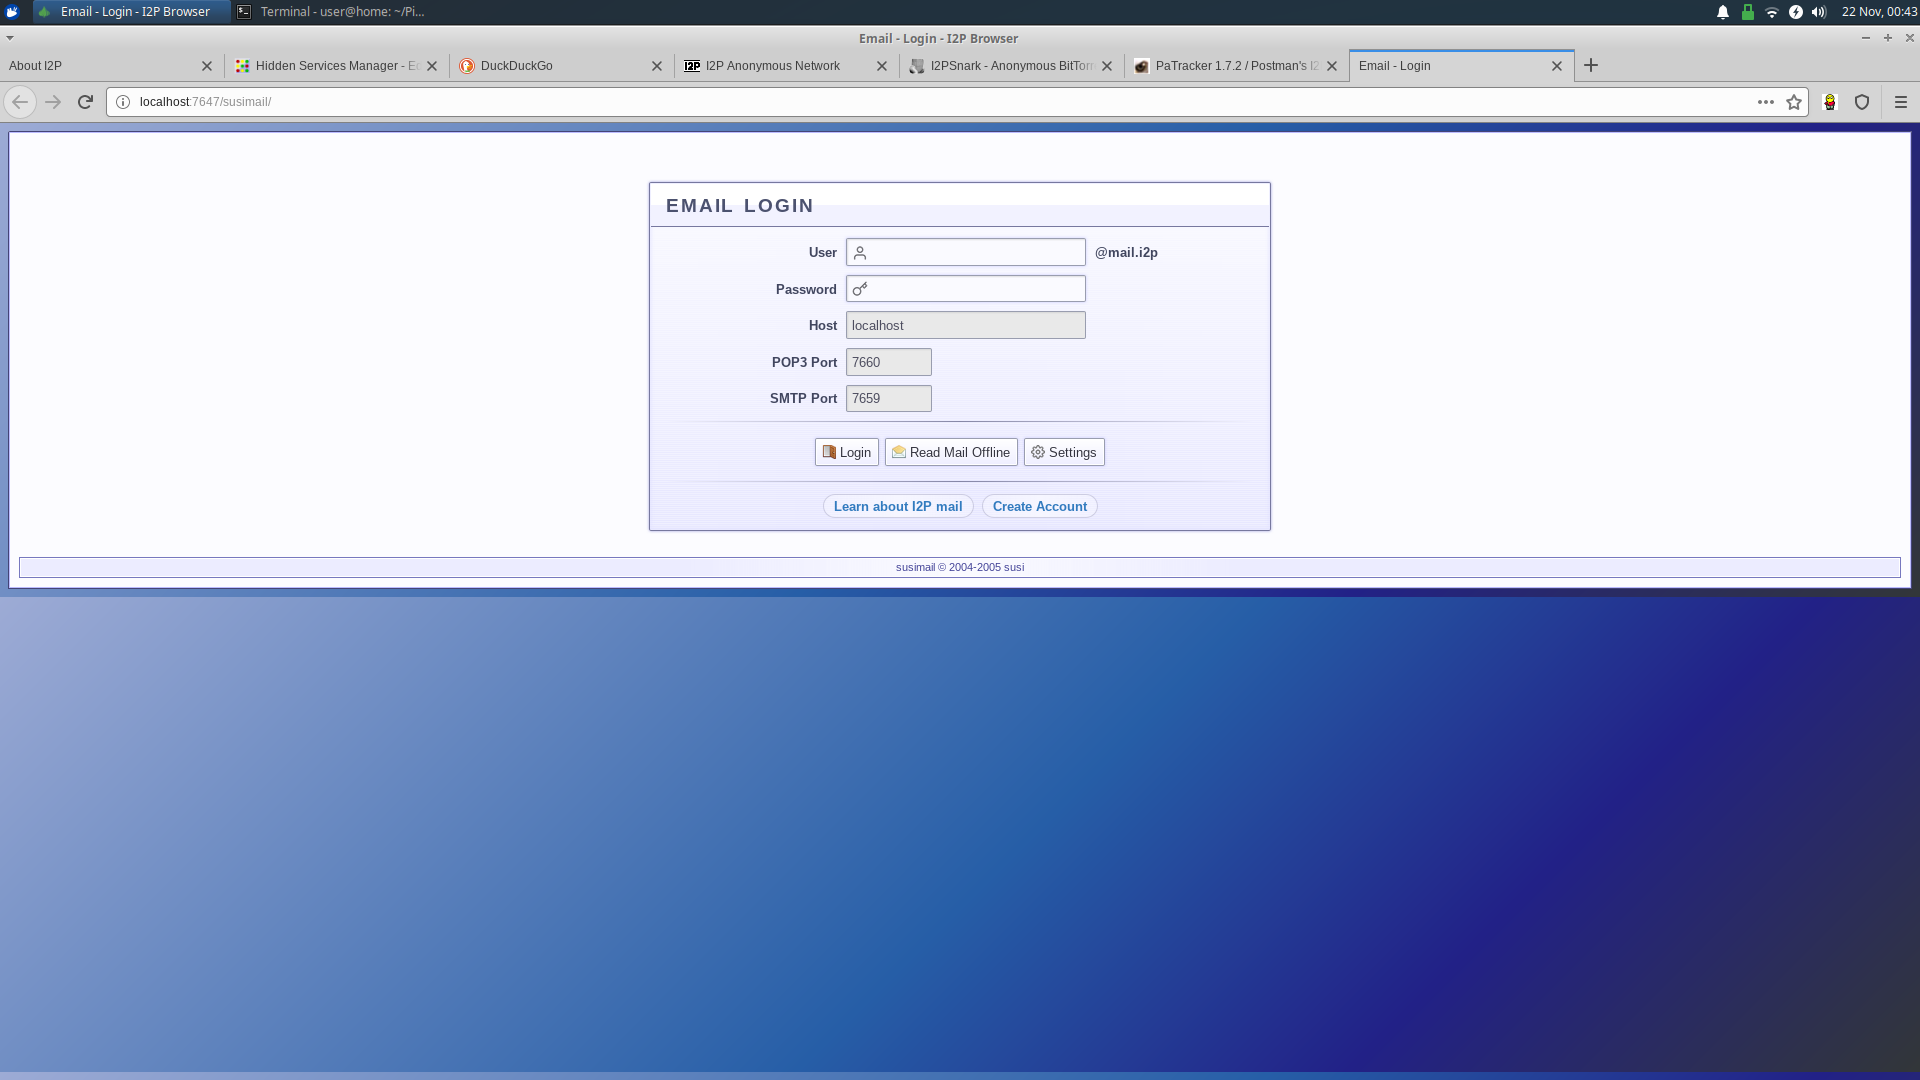 Email - Login - I2P Browser
Terminal - user@home: ~/Pi...
22 Nov, 00:43
Email - Login - I2P Browser
About I2P
Hidden Services Manager - Ec
DuckDuckGo
I2P I2P Anonymous Network
I2PSnark - Anonymous BitTorr
PaTracker 1.7.2 / Postman's I2
Email - Login
localhost:7647/susimail/
EMAIL LOGIN
User @mail.i2p
Password
Host localhost
POP3 Port 7660
SMTP Port 7659
Login Read Mail Offline Settings
Learn about I2P mail Create Account
susimail © 2004-2005 susi